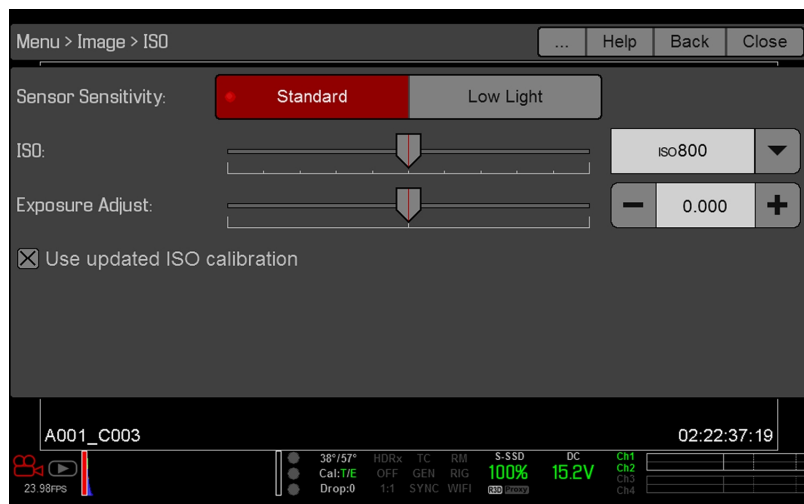 Menu > Image > ISO ... Help Back Close
Sensor Sensitivity: Standard Low Light
ISO: ISO800
Exposure Adjust: 0.000
Use updated ISO calibration
A001_C003 02:22:37:19
38°/57° HDRx TC RM S-SSD DC Ch1
Cal:T/E OFF GEN RIG 100% 15.2V Ch2
23.98FPS Drop:0 1:1 SYNC WIFI R3D Proxy Ch3
Ch4